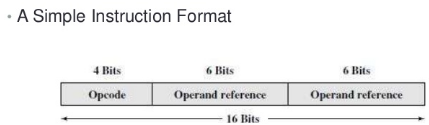 • A Simple Instruction Format
4 Bits 6 Bits 6 Bits
Opcode Operand reference Operand reference
16 Bits